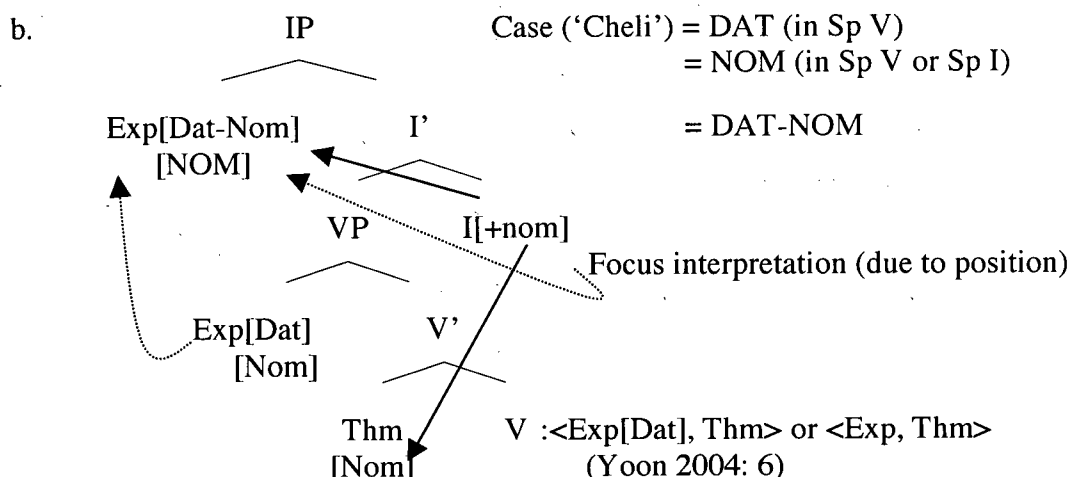 b. IP Case ('Cheli') = DAT (in Sp V)
= NOM (in Sp V or Sp I)
Exp[Dat-Nom] I' = DAT-NOM
[NOM]
VP I[+nom]
Focus interpretation (due to position)
Exp[Dat] V'
[Nom]
Thm V :<Exp[Dat], Thm> or <Exp, Thm>
[Nom] (Yoon 2004: 6)